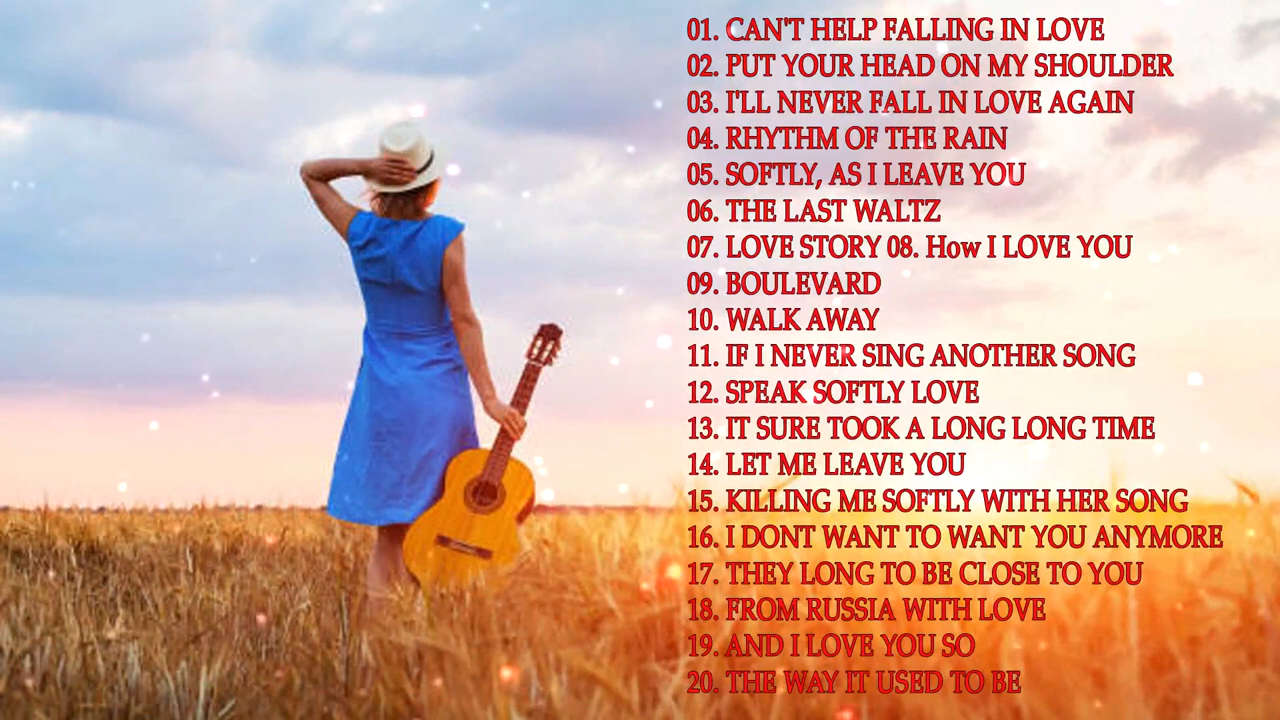 01. CAN'T HELP FALLING IN LOVE
02. PUT YOUR HEAD ON MY SHOULDER
03. I'LL NEVER FALL IN LOVE AGAIN
04. RHYTHM OF THE RAIN
05. SOFTLY, AS I LEAVE YOU
06. THE LAST WALTZ
07. LOVE STORY 08. How I LOVE YOU
09. BOULEVARD
10. WALK AWAY
11. IF I NEVER SING ANOTHER SONG
12. SPEAK SOFTLY LOVE
13. IT SURE TOOK A LONG LONG TIME
14. LET ME LEAVE YOU
15. KILLING ME SOFTLY WITH HER SONG
16. I DONT WANT TO WANT YOU ANYMORE
17. THEY LONG TO BE CLOSE TO YOU
18. FROM RUSSIA WITH LOVE
19. AND I LOVE YOU SO
20. THE WAY IT USED TO BE